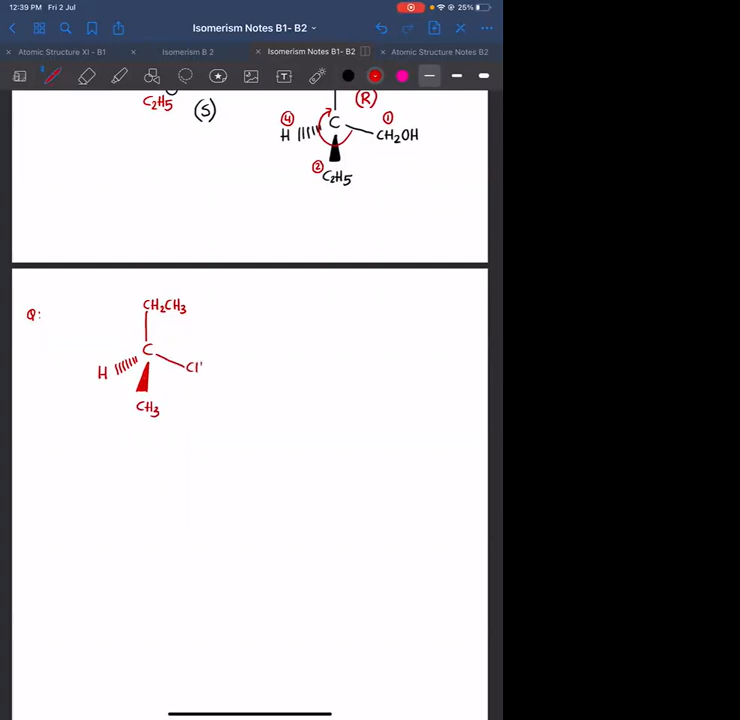 12:39 PM Fri 2 Jul
25%
Isomerism Notes B1- B2
Atomic Structure XI - B1
Isomerism B 2
Isomerism Notes B1- B2
Atomic Structure Notes B2
C2H5
(S)
(R)
4
H
C
1
CH2OH
2
C2H5
Q:
CH2CH3
C
H
Cl'
CH3